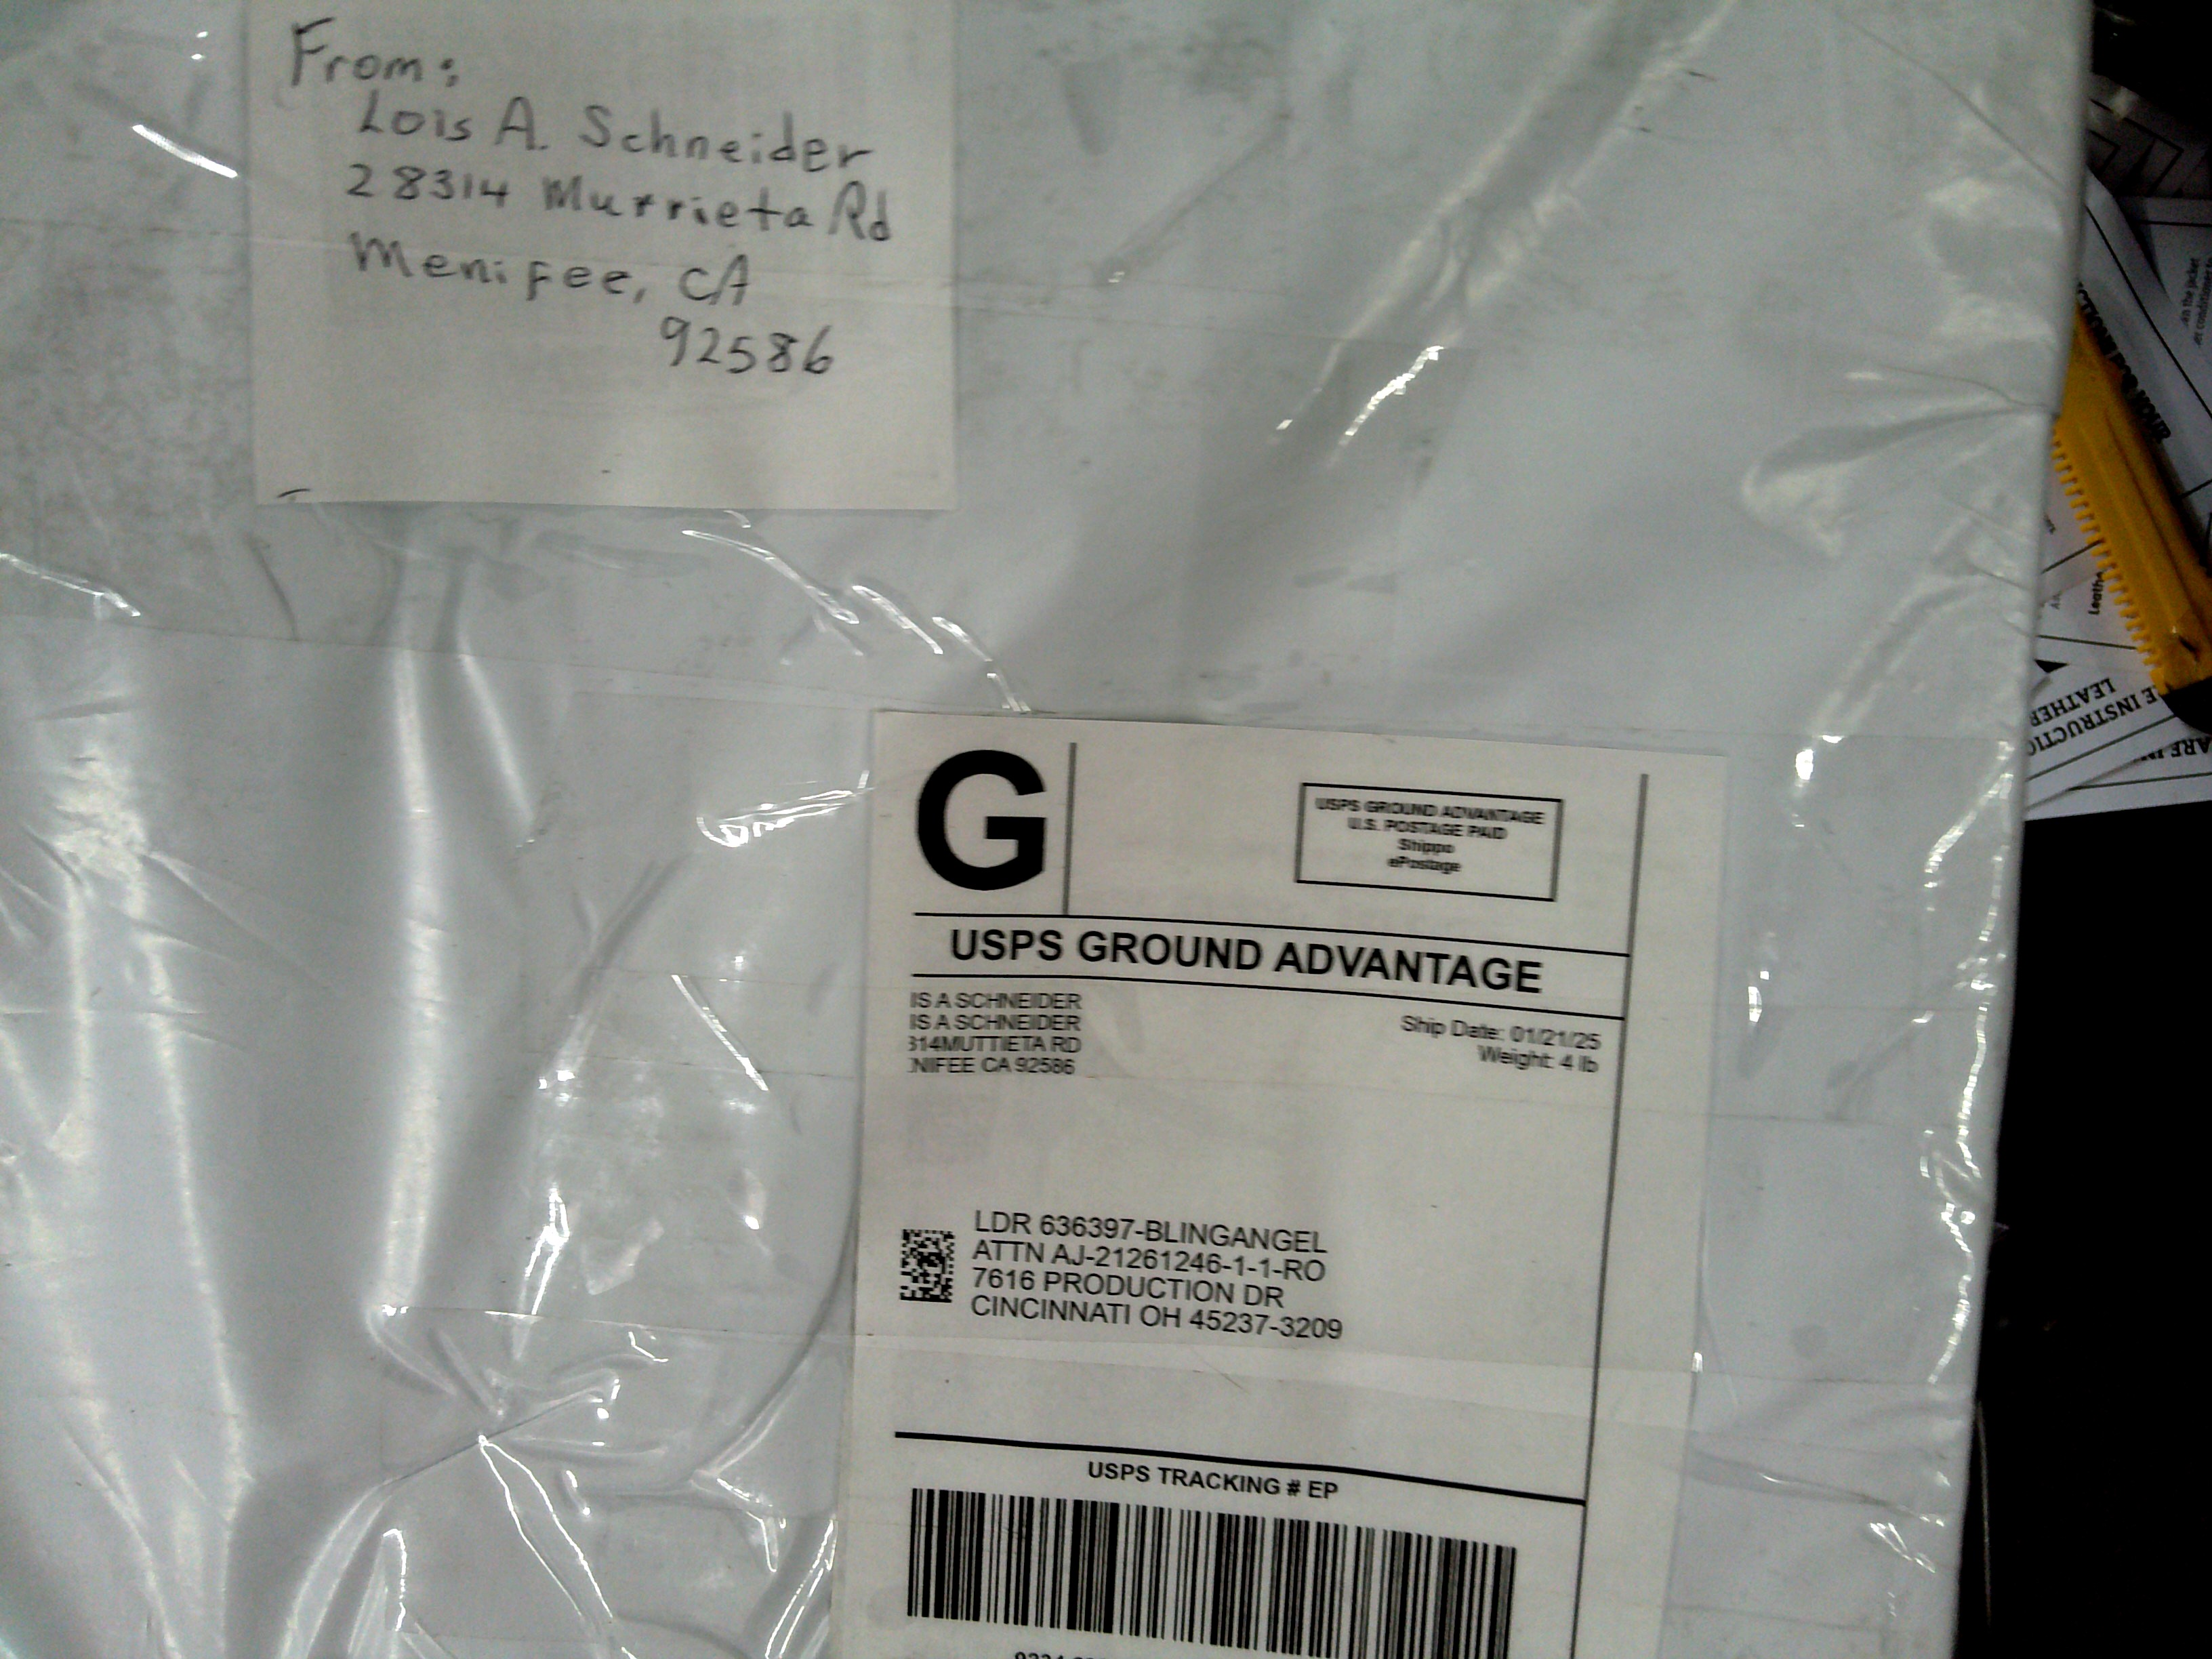 From:
Lois A. Schneider
28314 Murrieta Rd
Menifee, CA
92586
G
USPS GROUND ADVANTAGE
U.S. POSTAGE PAID
Shippo
ePostage
USPS GROUND ADVANTAGE
IS A SCHNEIDER
IS A SCHNEIDER
314MUTTIETA RD
NIFEE CA 92586
Ship Date: 01/21/25
Weight: 4 lb
LDR 636397-BLINGANGEL
ATTN AJ-21261246-1-1-RO
7616 PRODUCTION DR
CINCINNATI OH 45237-3209
USPS TRACKING # EP
LEATHER
E INSTRUCTIO